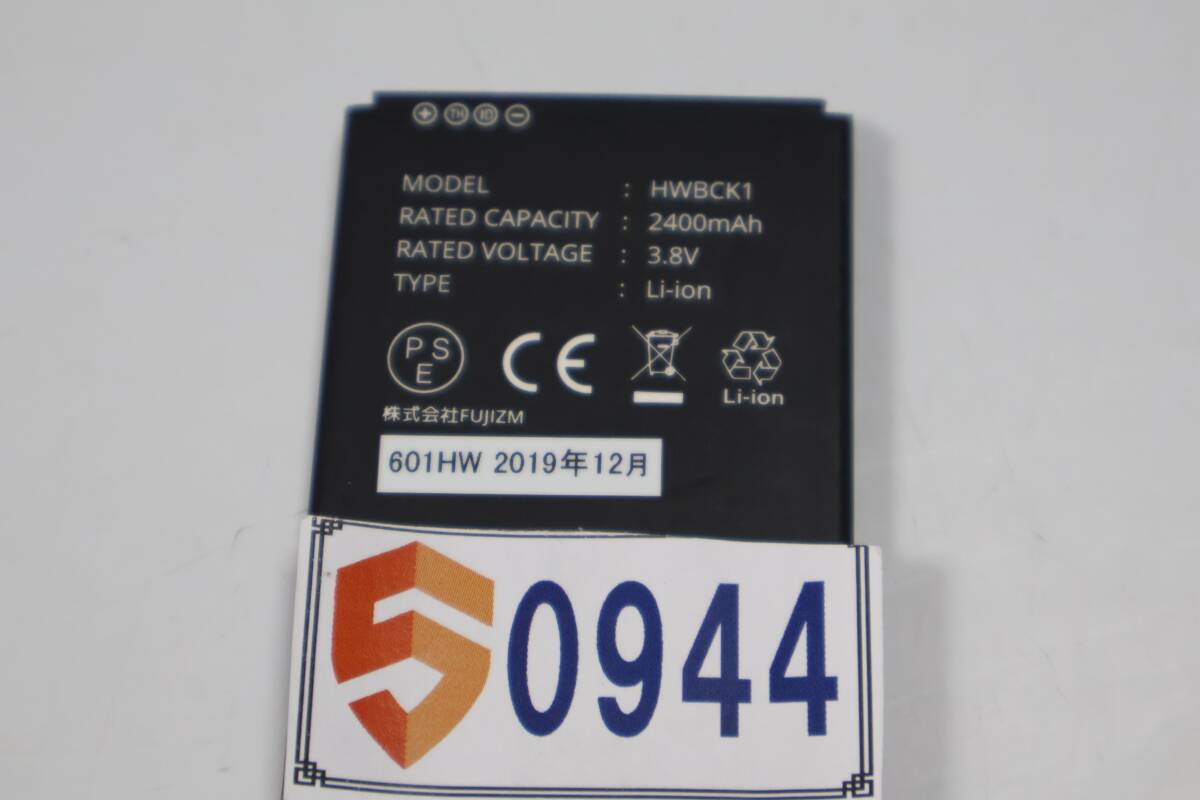 + TH ID -
MODEL : HWBCK1
RATED CAPACITY : 2400mAh
RATED VOLTAGE : 3.8V
TYPE : Li-ion
PSE CE
Li-ion
株式会社FUJIZM
601HW 2019年12月
0944